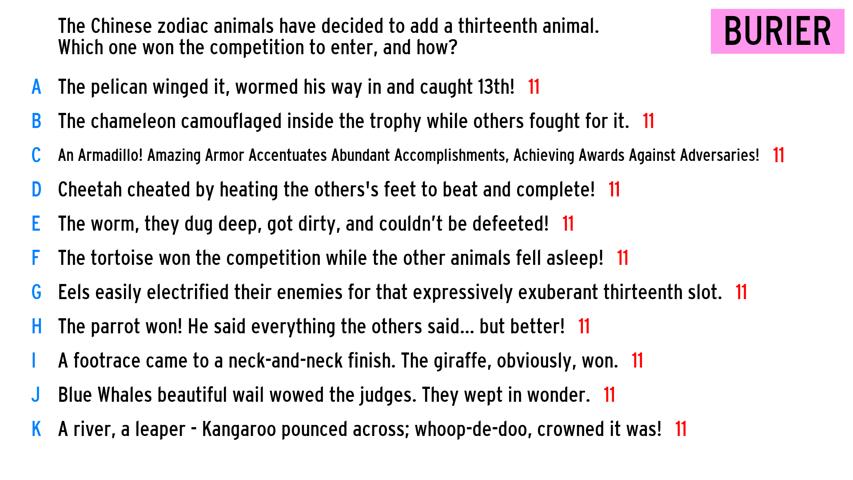 The Chinese zodiac animals have decided to add a thirteenth animal.
Which one won the competition to enter, and how?
BURIER
A The pelican winged it, wormed his way in and caught 13th! 11
B The chameleon camouflaged inside the trophy while others fought for it. 11
C An Armadillo! Amazing Armor Accentuates Abundant Accomplishments, Achieving Awards Against Adversaries! 11
D Cheetah cheated by heating the others's feet to beat and complete! 11
E The worm, they dug deep, got dirty, and couldn't be defeeted! 11
F The tortoise won the competition while the other animals fell asleep! 11
G Eels easily electrified their enemies for that expressively exuberant thirteenth slot. 11
H The parrot won! He said everything the others said... but better! 11
I A footrace came to a neck-and-neck finish. The giraffe, obviously, won. 11
J Blue Whales beautiful wail wowed the judges. They wept in wonder. 11
K A river, a leaper - Kangaroo pounced across; whoop-de-doo, crowned it was! 11